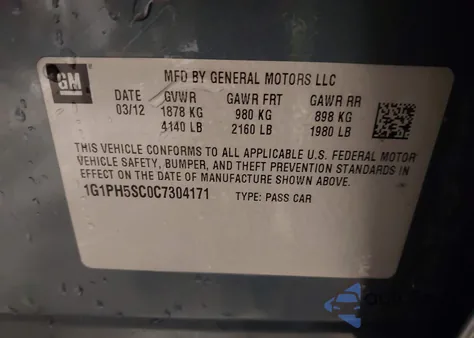 GM
MFD BY GENERAL MOTORS LLC
DATE GVWR GAWR FRT GAWR RR
03/12 1878 KG 980 KG 898 KG
4140 LB 2160 LB 1980 LB
THIS VEHICLE CONFORMS TO ALL APPLICABLE U.S. FEDERAL MOTOR
VEHICLE SAFETY, BUMPER, AND THEFT PREVENTION STANDARDS
IN EFFECT ON THE DATE OF MANUFACTURE SHOWN ABOVE.
1G1PH5SC0C7304171 TYPE: PASS CAR